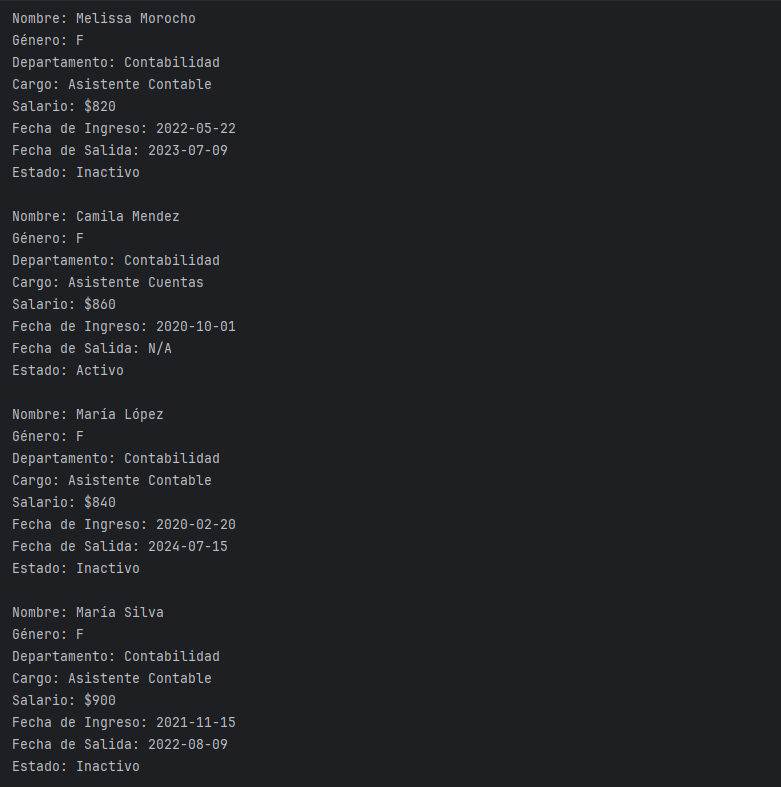 Nombre: Melissa Morocho
Género: F
Departamento: Contabilidad
Cargo: Asistente Contable
Salario: $820
Fecha de Ingreso: 2022-05-22
Fecha de Salida: 2023-07-09
Estado: Inactivo

Nombre: Camila Mendez
Género: F
Departamento: Contabilidad
Cargo: Asistente Cuentas
Salario: $860
Fecha de Ingreso: 2020-10-01
Fecha de Salida: N/A
Estado: Activo

Nombre: María López
Género: F
Departamento: Contabilidad
Cargo: Asistente Contable
Salario: $840
Fecha de Ingreso: 2020-02-20
Fecha de Salida: 2024-07-15
Estado: Inactivo

Nombre: María Silva
Género: F
Departamento: Contabilidad
Cargo: Asistente Contable
Salario: $900
Fecha de Ingreso: 2021-11-15
Fecha de Salida: 2022-08-09
Estado: Inactivo